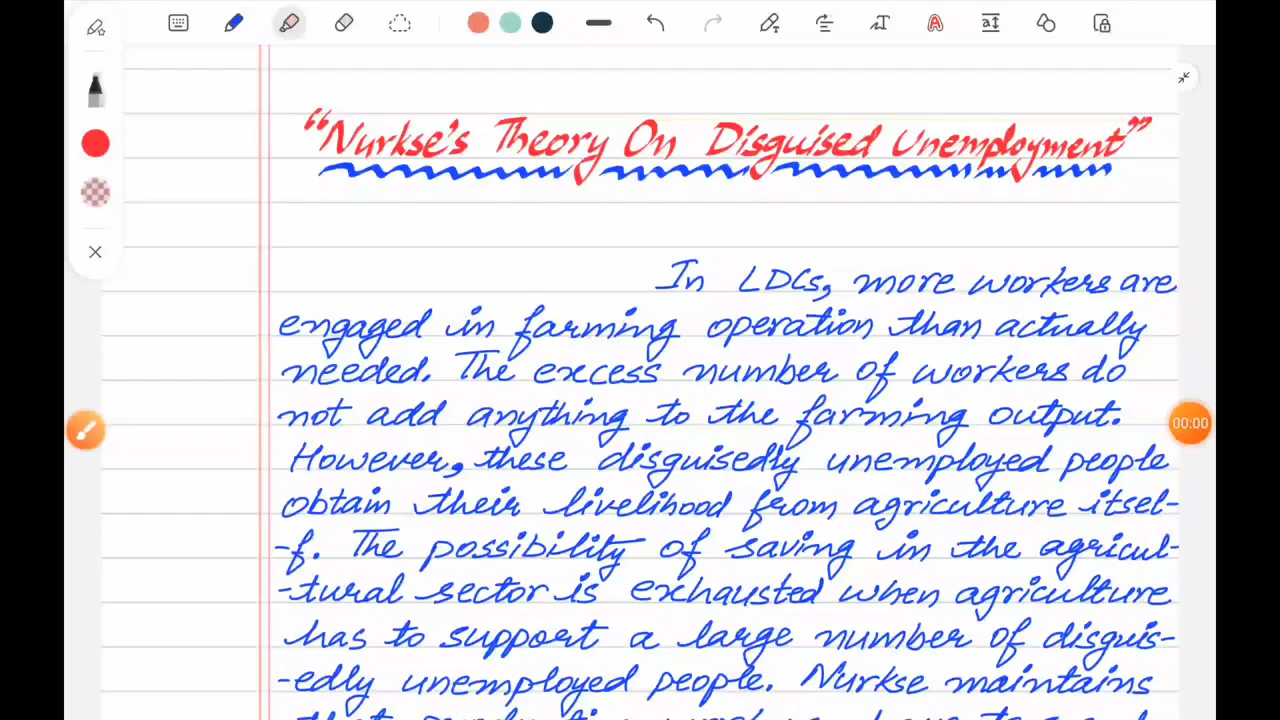 "Nurkse's Theory On Disguised Unemployment"
In LDCs, more workers are
engaged in farming operation than actually
needed. The excess number of workers do
not add anything to the farming output.
However, these disguisedly unemployed people
obtain their livelihood from agriculture itsel-
-f. The possibility of saving in the agricul-
-tural sector is exhausted when agriculture
has to support a large number of disguis-
-edly unemployed people. Nurkse maintains
00:00